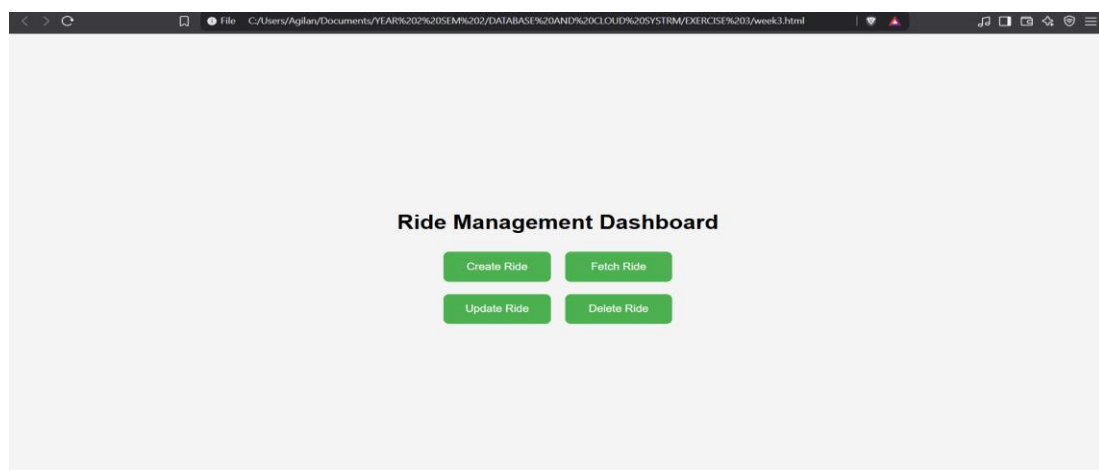 File C:/Users/Agilan/Documents/YEAR%202%20SEM%202/DATABASE%20AND%20CLOUD%20SYSTRM/EXERCISE%203/week3.html
Ride Management Dashboard
Create Ride Fetch Ride
Update Ride Delete Ride